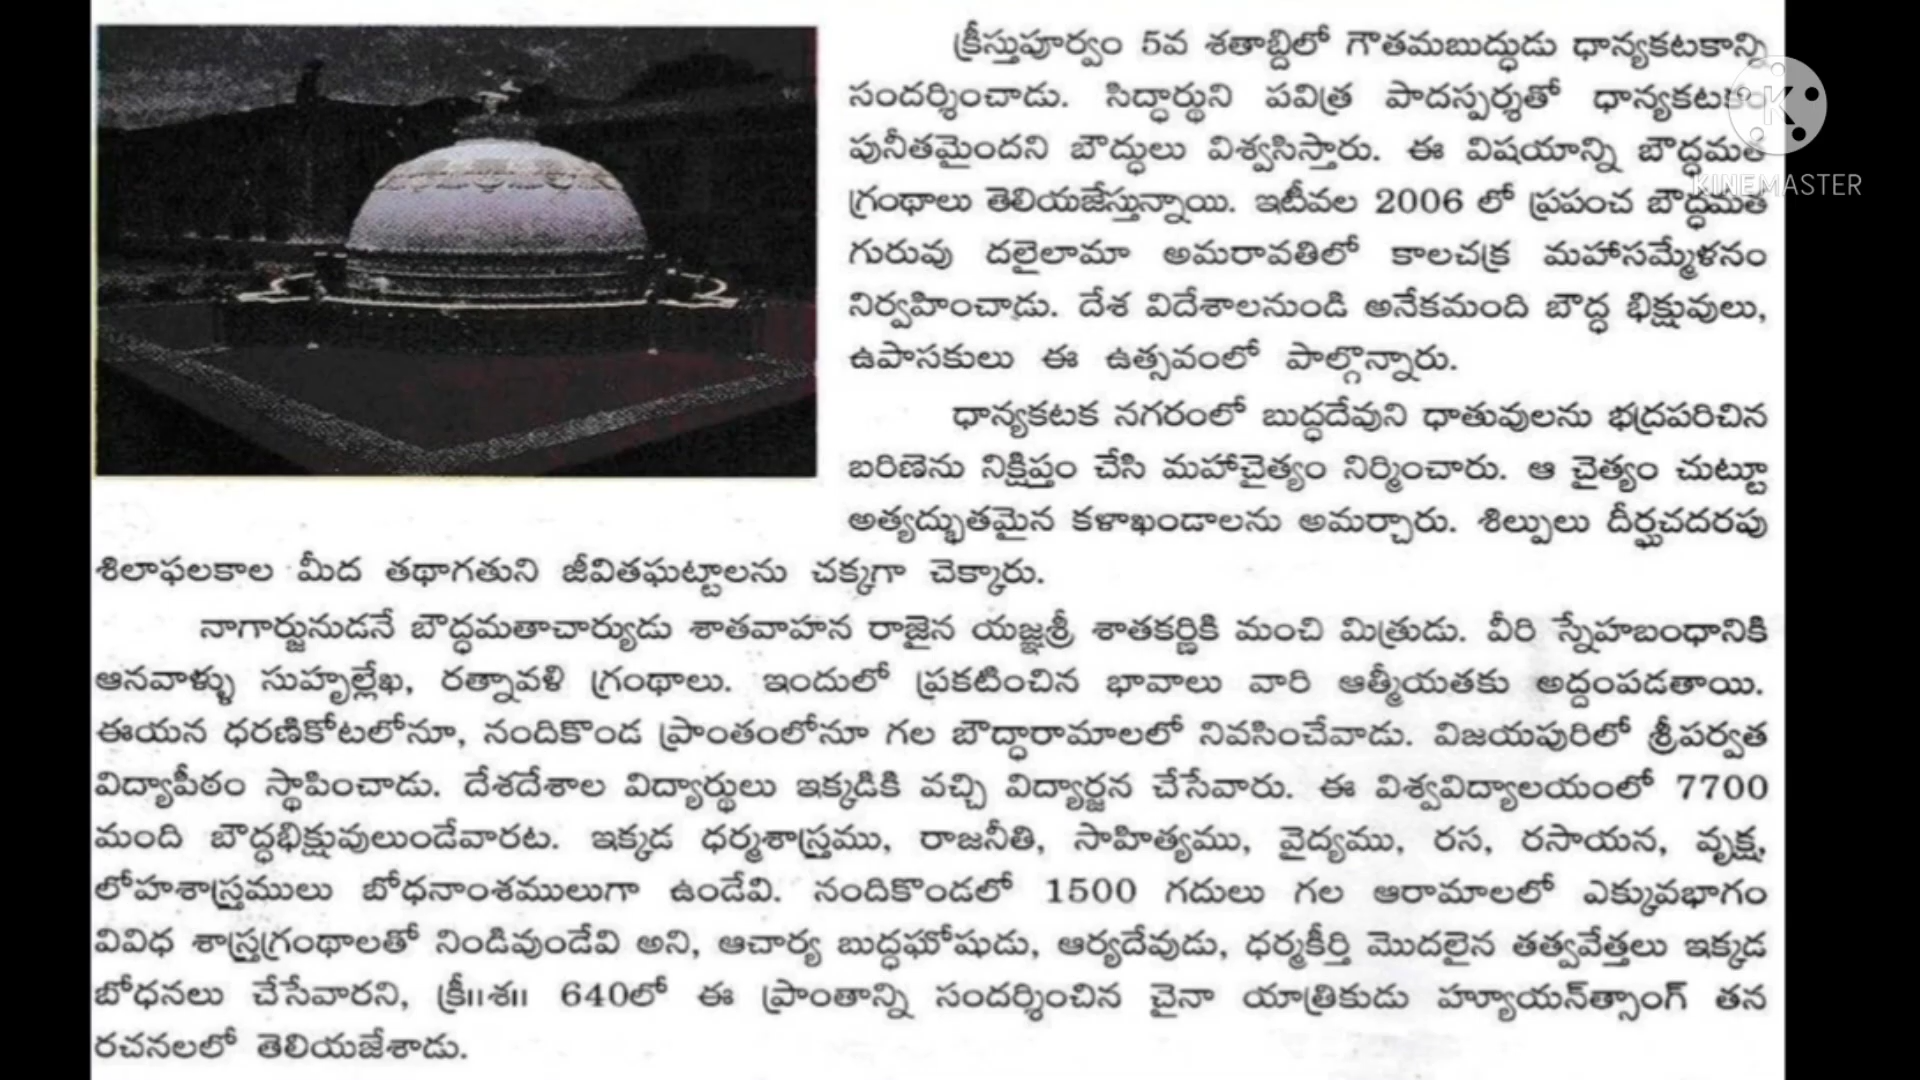 క్రీస్తుపూర్వం 5వ శతాబ్దిలో గౌతమబుద్ధుడు ధాన్యకటకాన్ని
సందర్శించాడు. సిద్ధార్థుని పవిత్ర పాదస్పర్శతో ధాన్యకటకం
పునీతమైందని బౌద్ధులు విశ్వసిస్తారు. ఈ విషయాన్ని బౌద్ధమత
గ్రంథాలు తెలియజేస్తున్నాయి. ఇటీవల 2006 లో ప్రపంచ బౌద్ధమత
గురువు దలైలామా అమరావతిలో కాలచక్ర మహాసమ్మేళనం
నిర్వహించాడు. దేశ విదేశాలనుండి అనేకమంది బౌద్ధ భిక్షువులు,
ఉపాసకులు ఈ ఉత్సవంలో పాల్గొన్నారు.
ధాన్యకటక నగరంలో బుద్ధదేవుని ధాతువులను భద్రపరిచిన
బరిణెను నిక్షిప్తం చేసి మహాచైత్యం నిర్మించారు. ఆ చైత్యం చుట్టూ
అత్యద్భుతమైన కళాఖండాలను అమర్చారు. శిల్పులు దీర్ఘచదరపు
శిలాఫలకాల మీద తథాగతుని జీవితఘట్టాలను చక్కగా చెక్కారు.
నాగార్జునుడనే బౌద్ధమతాచార్యుడు శాతవాహన రాజైన యజ్ఞశ్రీ శాతకర్ణికి మంచి మిత్రుడు. వీరి స్నేహబంధానికి
ఆనవాళ్ళు సుహృల్లేఖ, రత్నావళి గ్రంథాలు. ఇందులో ప్రకటించిన భావాలు వారి ఆత్మీయతకు అద్దంపడతాయి.
ఈయన ధరణికోటలోనూ, నందికొండ ప్రాంతంలోనూ గల బౌద్ధారామాలలో నివసించేవాడు. విజయపురిలో శ్రీపర్వత
విద్యాపీఠం స్థాపించాడు. దేశదేశాల విద్యార్థులు ఇక్కడికి వచ్చి విద్యార్జన చేసేవారు. ఈ విశ్వవిద్యాలయంలో 7700
మంది బౌద్ధభిక్షువులుండేవారట. ఇక్కడ ధర్మశాస్త్రము, రాజనీతి, సాహిత్యము, వైద్యము, రస, రసాయన, వృక్ష,
లోహశాస్త్రములు బోధనాంశములుగా ఉండేవి. నందికొండలో 1500 గదులు గల ఆరామాలలో ఎక్కువభాగం
వివిధ శాస్త్రగ్రంథాలతో నిండివుండేవి అని, ఆచార్య బుద్ధఘోషుడు, ఆర్యదేవుడు, ధర్మకీర్తి మొదలైన తత్వవేత్తలు ఇక్కడ
బోధనలు చేసేవారని, క్రీ॥శ॥ 640లో ఈ ప్రాంతాన్ని సందర్శించిన చైనా యాత్రికుడు హ్యూయన్‌త్సాంగ్ తన
రచనలలో తెలియజేశాడు.
K
KINEMASTER